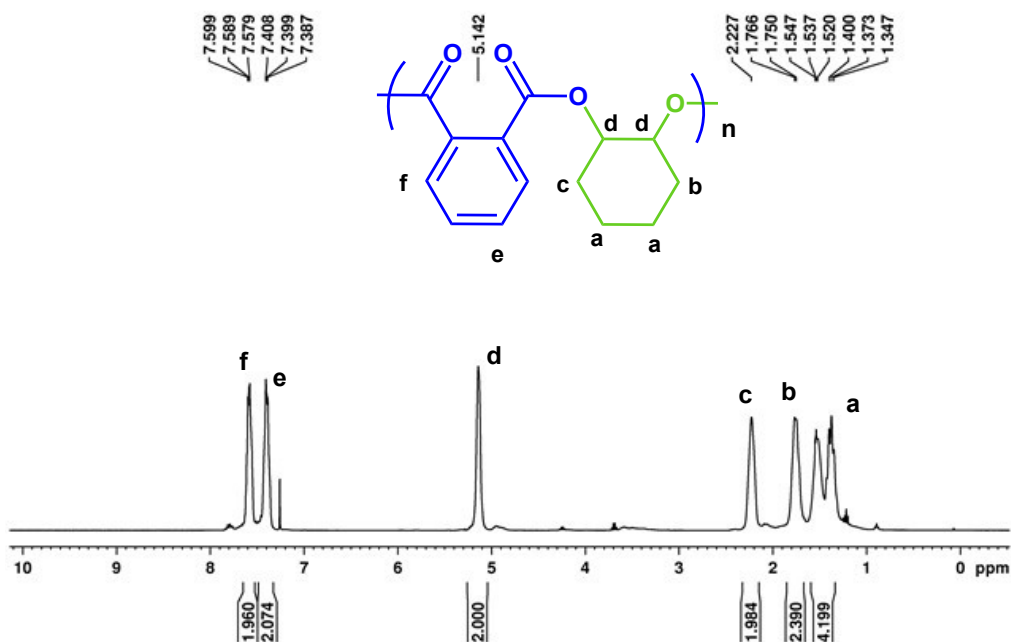 7.599
7.589
7.579
7.408
7.399
7.387
5.142
2.227
1.766
1.750
1.547
1.537
1.520
1.400
1.373
1.347
O O
O O
d d
n
f c b
a a
e
f e d c b a
10 9 8 7 6 5 4 3 2 1 0 ppm
1.960
2.074
2.000
1.984
2.390
4.199